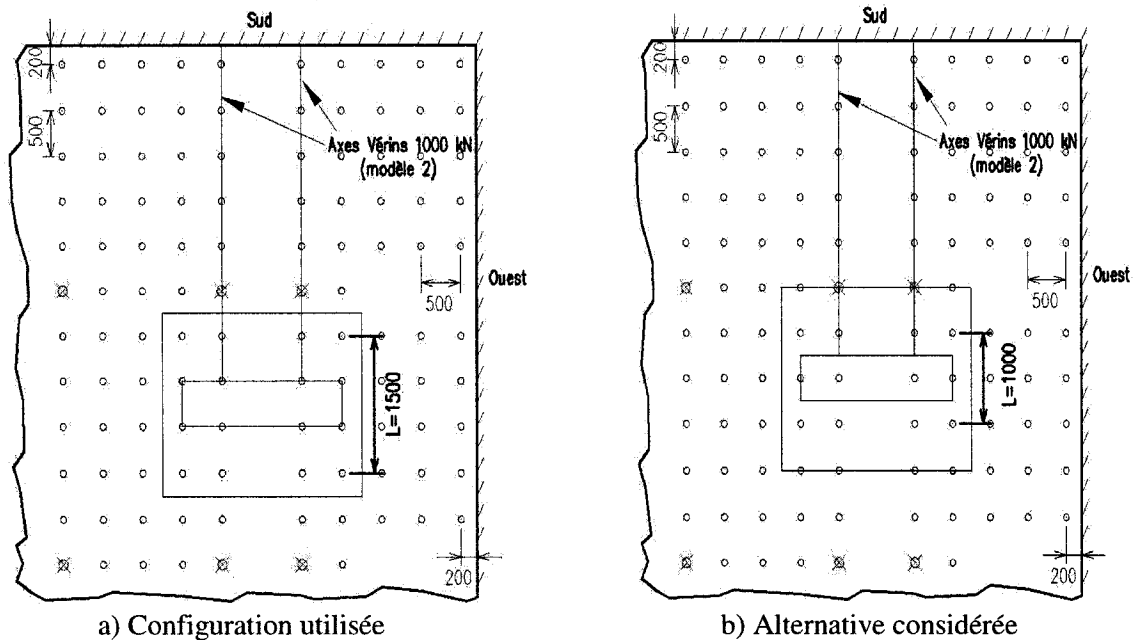 Sud
200
500
Axes Vérins 1000 kN
(modèle 2)
Ouest
500
L=1500
200
a) Configuration utilisée
Sud
200
500
Axes Vérins 1000 kN
(modèle 2)
Ouest
500
L=1000
200
b) Alternative considérée